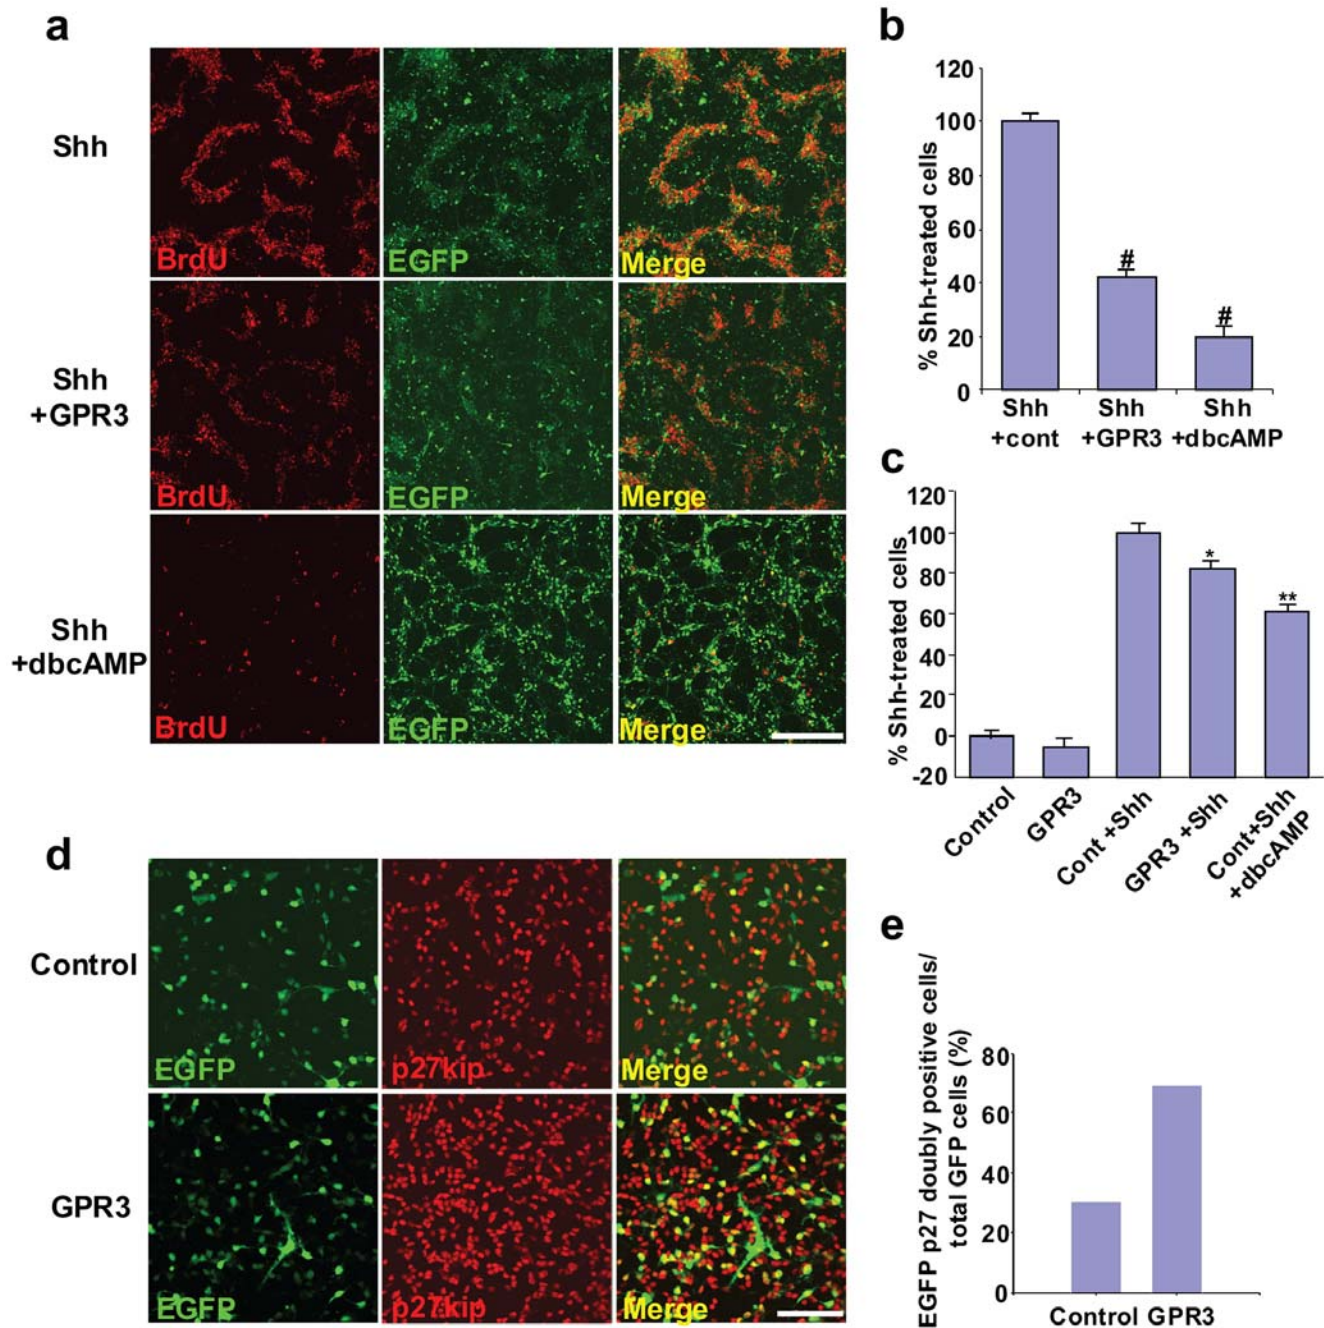 a
Shh
BrdU
EGFP
Merge
Shh
+GPR3
BrdU
EGFP
Merge
Shh
+dbcAMP
BrdU
EGFP
Merge
b
% Shh-treated cells
120
100
80
60
40
20
0
#
#
Shh
+cont
Shh
+GPR3
Shh
+dbcAMP
c
% Shh-treated cells
120
100
80
60
40
20
0
-20
*
**
Control
GPR3
Cont +Shh
GPR3 +Shh
Cont+Shh
+dbcAMP
d
Control
EGFP
p27kip
Merge
GPR3
EGFP
p27kip
Merge
e
EGFP p27 doubly positive cells/
total GFP cells (%)
80
60
40
20
0
Control GPR3